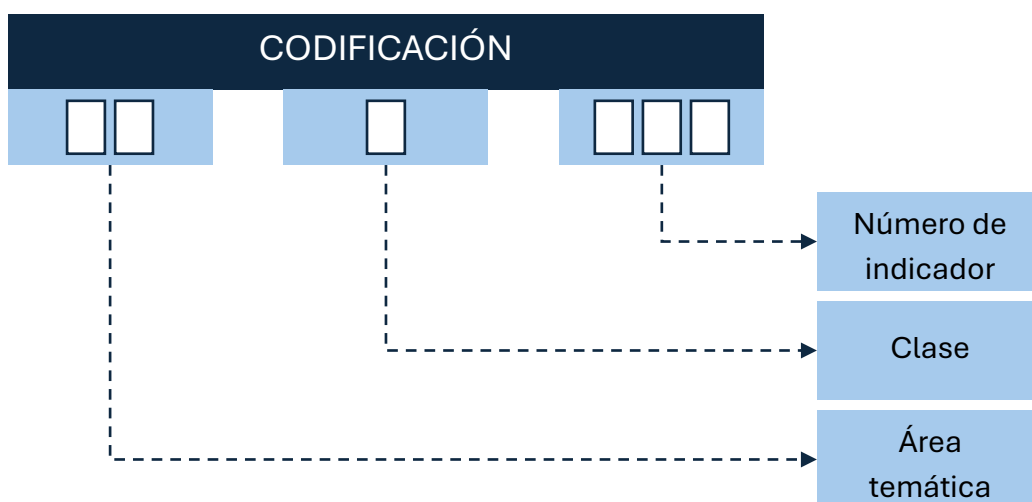 CODIFICACIÓN
Número de
indicador
Clase
Área
temática